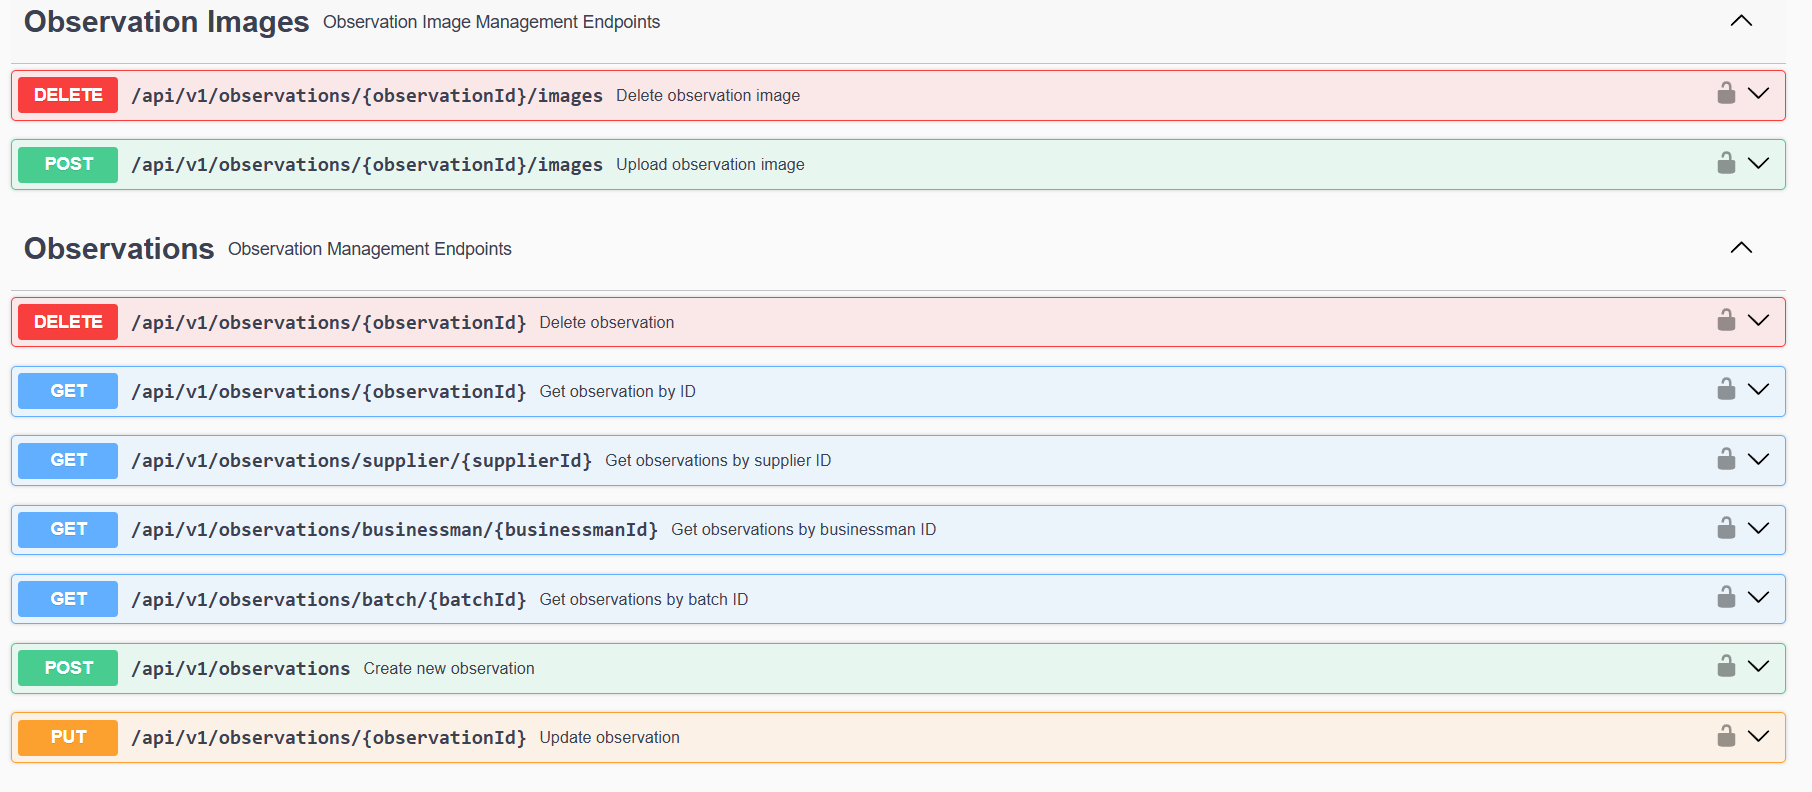 Observation Images Observation Image Management Endpoints
DELETE /api/v1/observations/{observationId}/images Delete observation image
POST /api/v1/observations/{observationId}/images Upload observation image
Observations Observation Management Endpoints
DELETE /api/v1/observations/{observationId} Delete observation
GET /api/v1/observations/{observationId} Get observation by ID
GET /api/v1/observations/supplier/{supplierId} Get observations by supplier ID
GET /api/v1/observations/businessman/{businessmanId} Get observations by businessman ID
GET /api/v1/observations/batch/{batchId} Get observations by batch ID
POST /api/v1/observations Create new observation
PUT /api/v1/observations/{observationId} Update observation